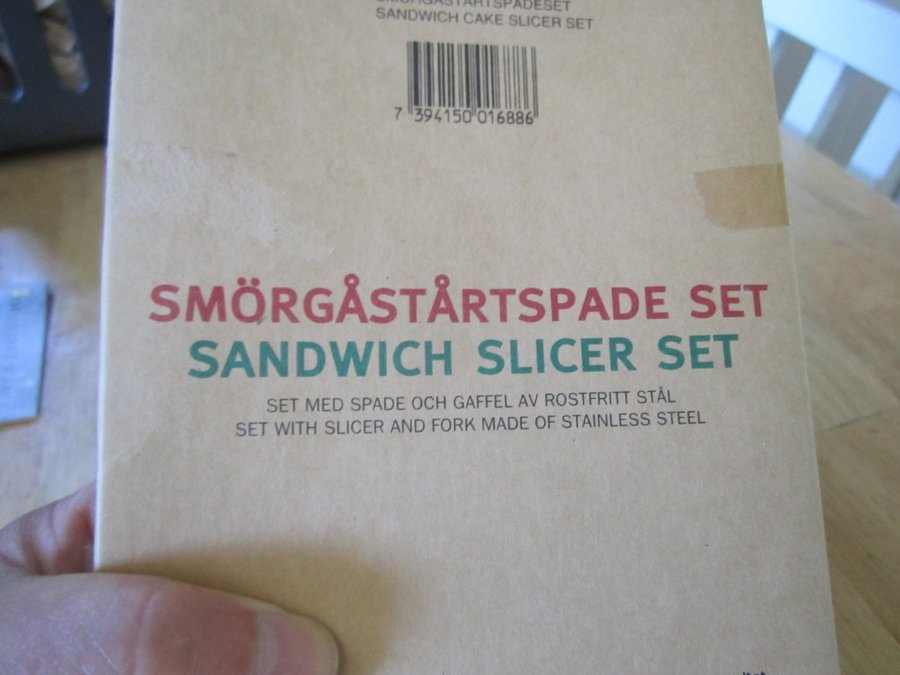 SMÖRGÅSTÅRTSPADESET
SANDWICH CAKE SLICER SET
7 394150 016886
SMÖRGÅSTÅRTSPADE SET
SANDWICH SLICER SET
SET MED SPADE OCH GAFFEL AV ROSTFRITT STÅL
SET WITH SLICER AND FORK MADE OF STAINLESS STEEL